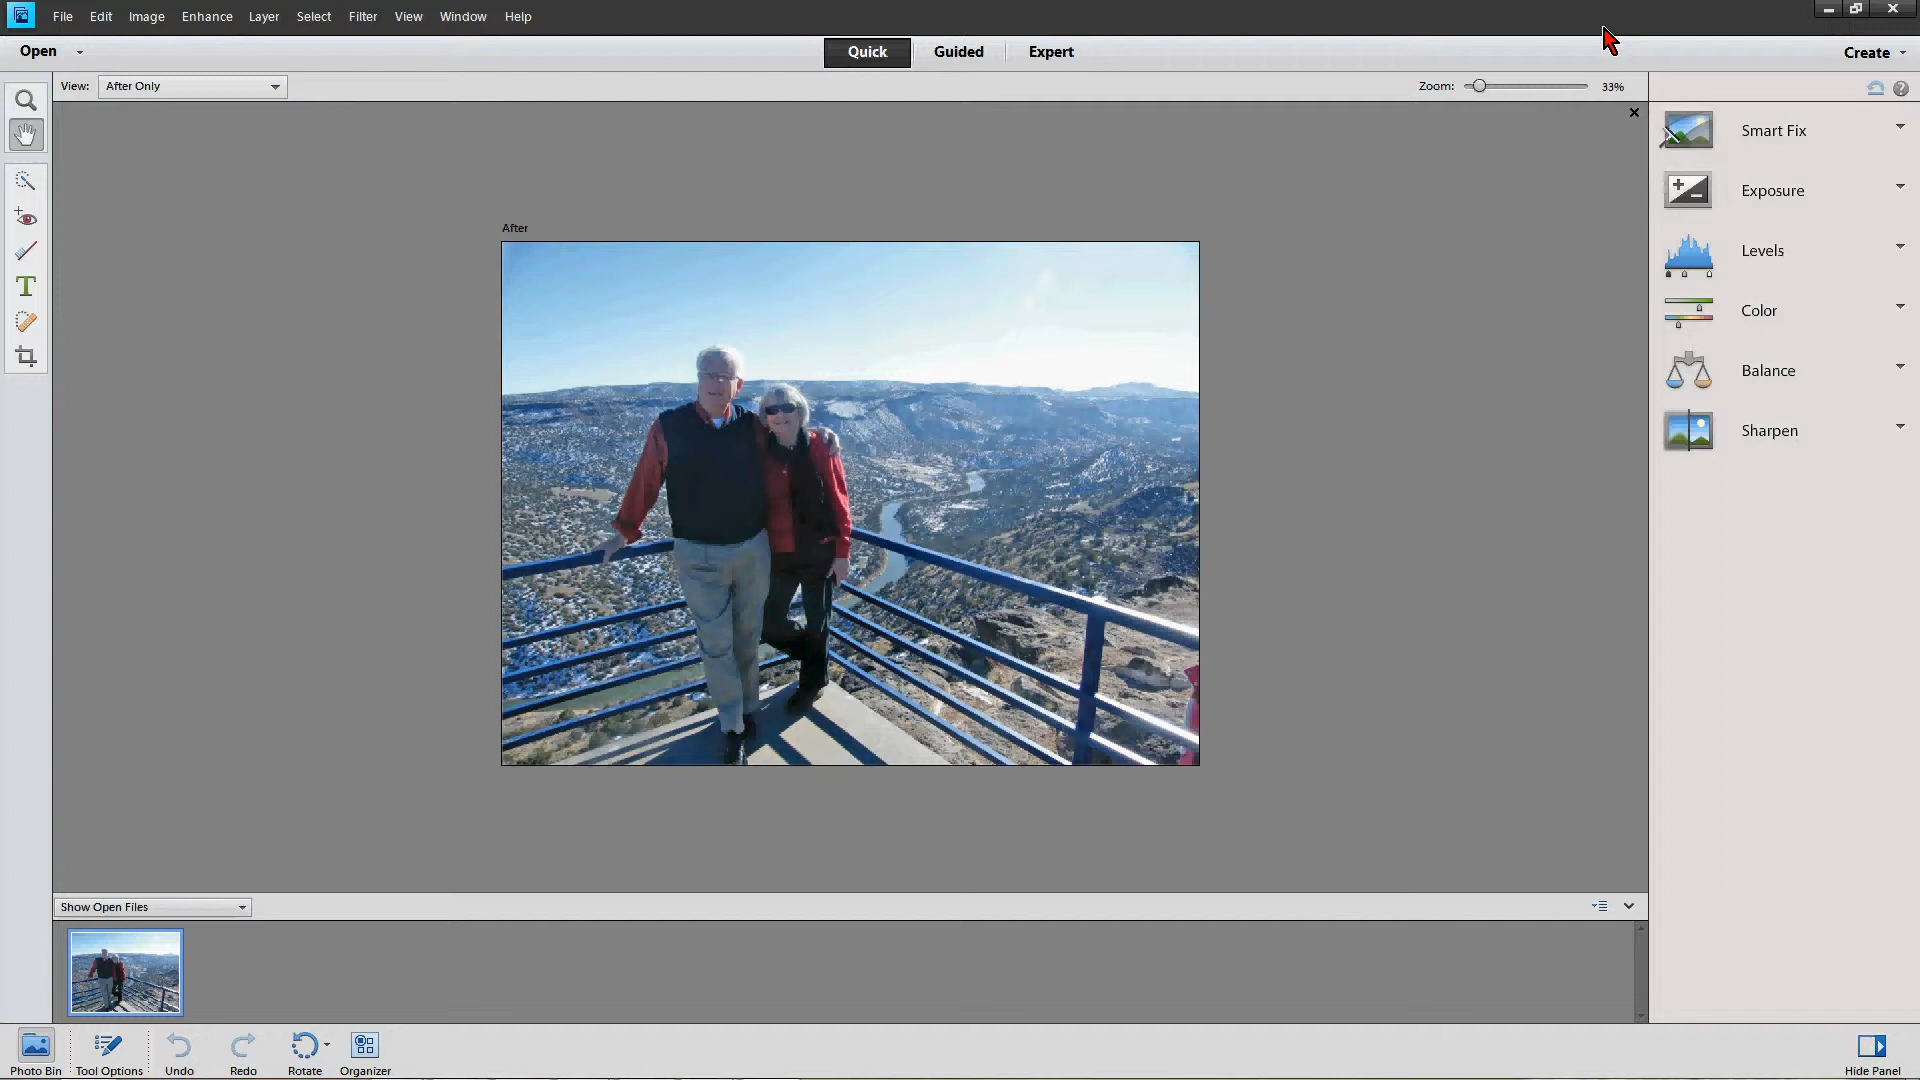 File Edit Image Enhance Layer Select Filter View Window Help
Open Quick Guided Expert Create
View: After Only Zoom: 33%
After
Smart Fix
Exposure
Levels
Color
Balance
Sharpen
Show Open Files
Photo Bin Tool Options Undo Redo Rotate Organizer Hide Panel